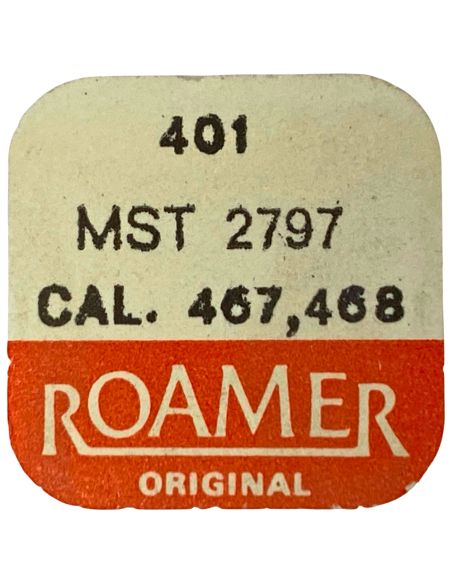 401
MST 2797
CAL. 467,468
ROAMER
ORIGINAL